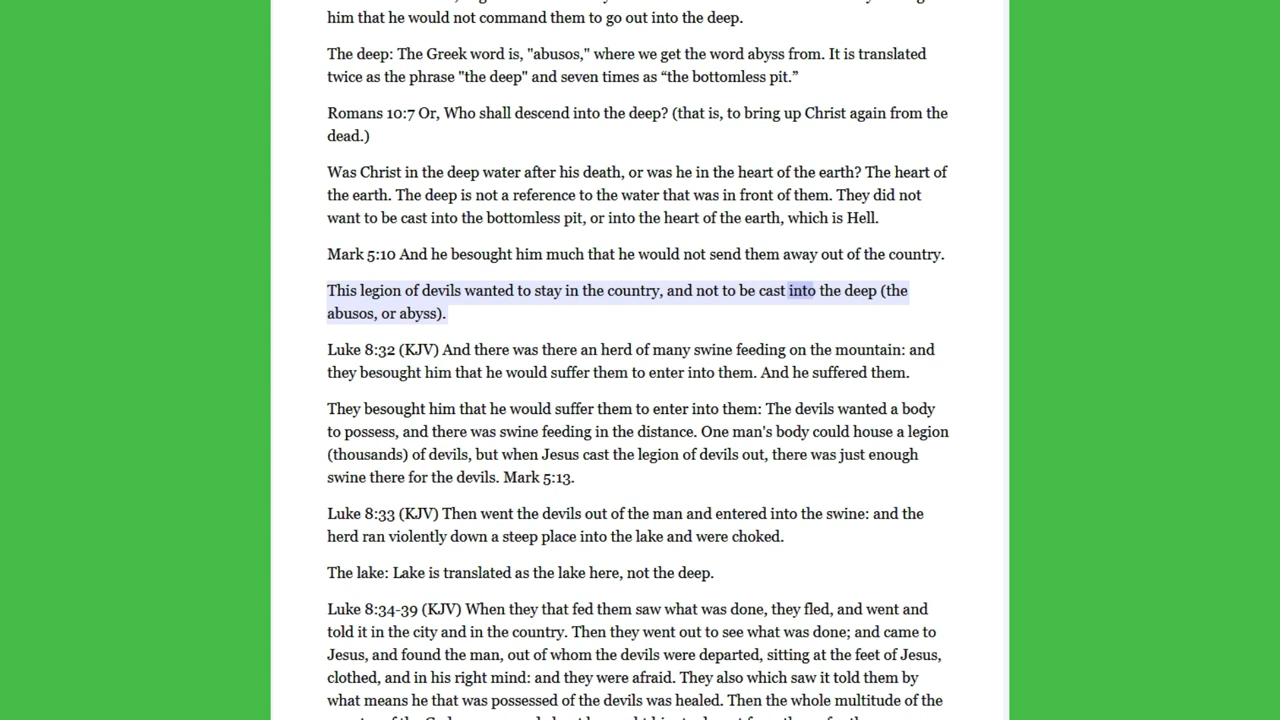 him that he would not command them to go out into the deep.
The deep: The Greek word is, "abusos," where we get the word abyss from. It is translated
twice as the phrase "the deep" and seven times as “the bottomless pit.”
Romans 10:7 Or, Who shall descend into the deep? (that is, to bring up Christ again from the
dead.)
Was Christ in the deep water after his death, or was he in the heart of the earth? The heart of
the earth. The deep is not a reference to the water that was in front of them. They did not
want to be cast into the bottomless pit, or into the heart of the earth, which is Hell.
Mark 5:10 And he besought him much that he would not send them away out of the country.
This legion of devils wanted to stay in the country, and not to be cast into the deep (the
abusos, or abyss).
Luke 8:32 (KJV) And there was there an herd of many swine feeding on the mountain: and
they besought him that he would suffer them to enter into them. And he suffered them.
They besought him that he would suffer them to enter into them: The devils wanted a body
to possess, and there was swine feeding in the distance. One man's body could house a legion
(thousands) of devils, but when Jesus cast the legion of devils out, there was just enough
swine there for the devils. Mark 5:13.
Luke 8:33 (KJV) Then went the devils out of the man and entered into the swine: and the
herd ran violently down a steep place into the lake and were choked.
The lake: Lake is translated as the lake here, not the deep.
Luke 8:34-39 (KJV) When they that fed them saw what was done, they fled, and went and
told it in the city and in the country. Then they went out to see what was done; and came to
Jesus, and found the man, out of whom the devils were departed, sitting at the feet of Jesus,
clothed, and in his right mind: and they were afraid. They also which saw it told them by
what means he that was possessed of the devils was healed. Then the whole multitude of the